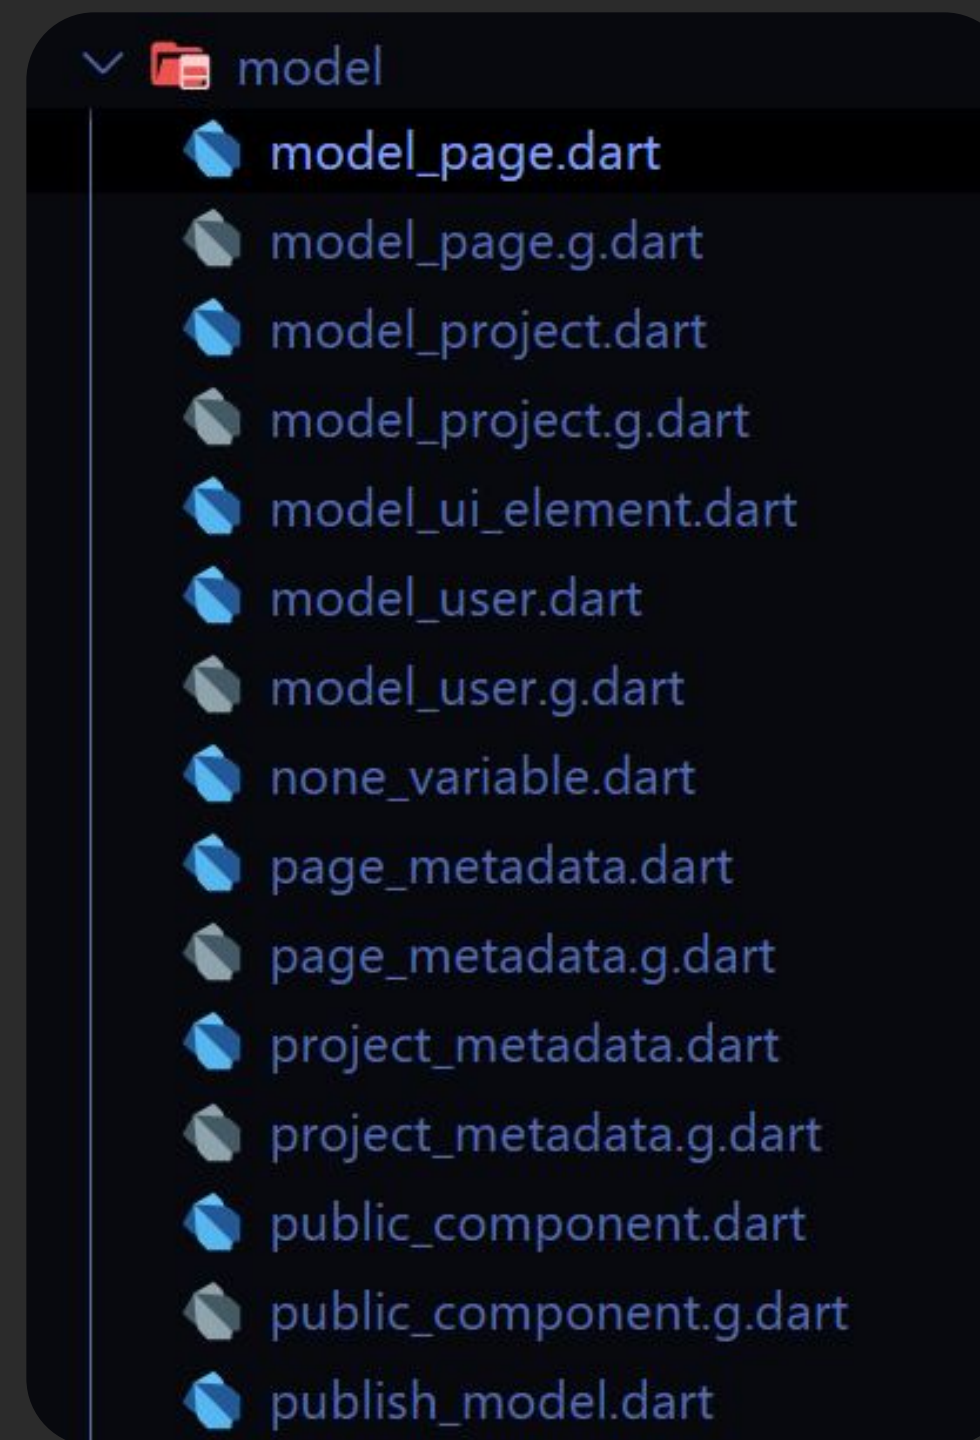 model
model_page.dart
model_page.g.dart
model_project.dart
model_project.g.dart
model_ui_element.dart
model_user.dart
model_user.g.dart
none_variable.dart
page_metadata.dart
page_metadata.g.dart
project_metadata.dart
project_metadata.g.dart
public_component.dart
public_component.g.dart
publish_model.dart